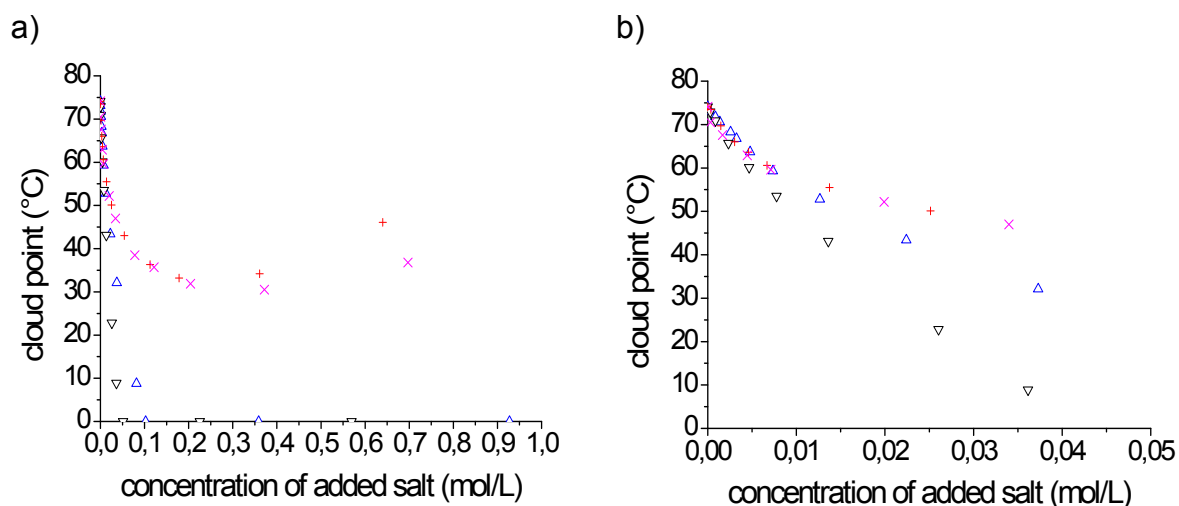 a)
80
70
60
50
40
30
20
10
0
cloud point (°C)
0,0 0,1 0,2 0,3 0,4 0,5 0,6 0,7 0,8 0,9 1,0
concentration of added salt (mol/L)
b)
80
70
60
50
40
30
20
10
0
cloud point (°C)
0,00 0,01 0,02 0,03 0,04 0,05
concentration of added salt (mol/L)